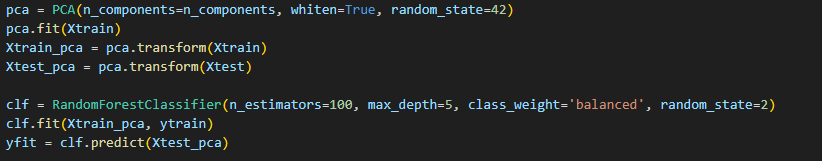 pca = PCA(n_components=n_components, whiten=True, random_state=42)
pca.fit(Xtrain)
Xtrain_pca = pca.transform(Xtrain)
Xtest_pca = pca.transform(Xtest)

clf = RandomForestClassifier(n_estimators=100, max_depth=5, class_weight='balanced', random_state=2)
clf.fit(Xtrain_pca, ytrain)
yfit = clf.predict(Xtest_pca)